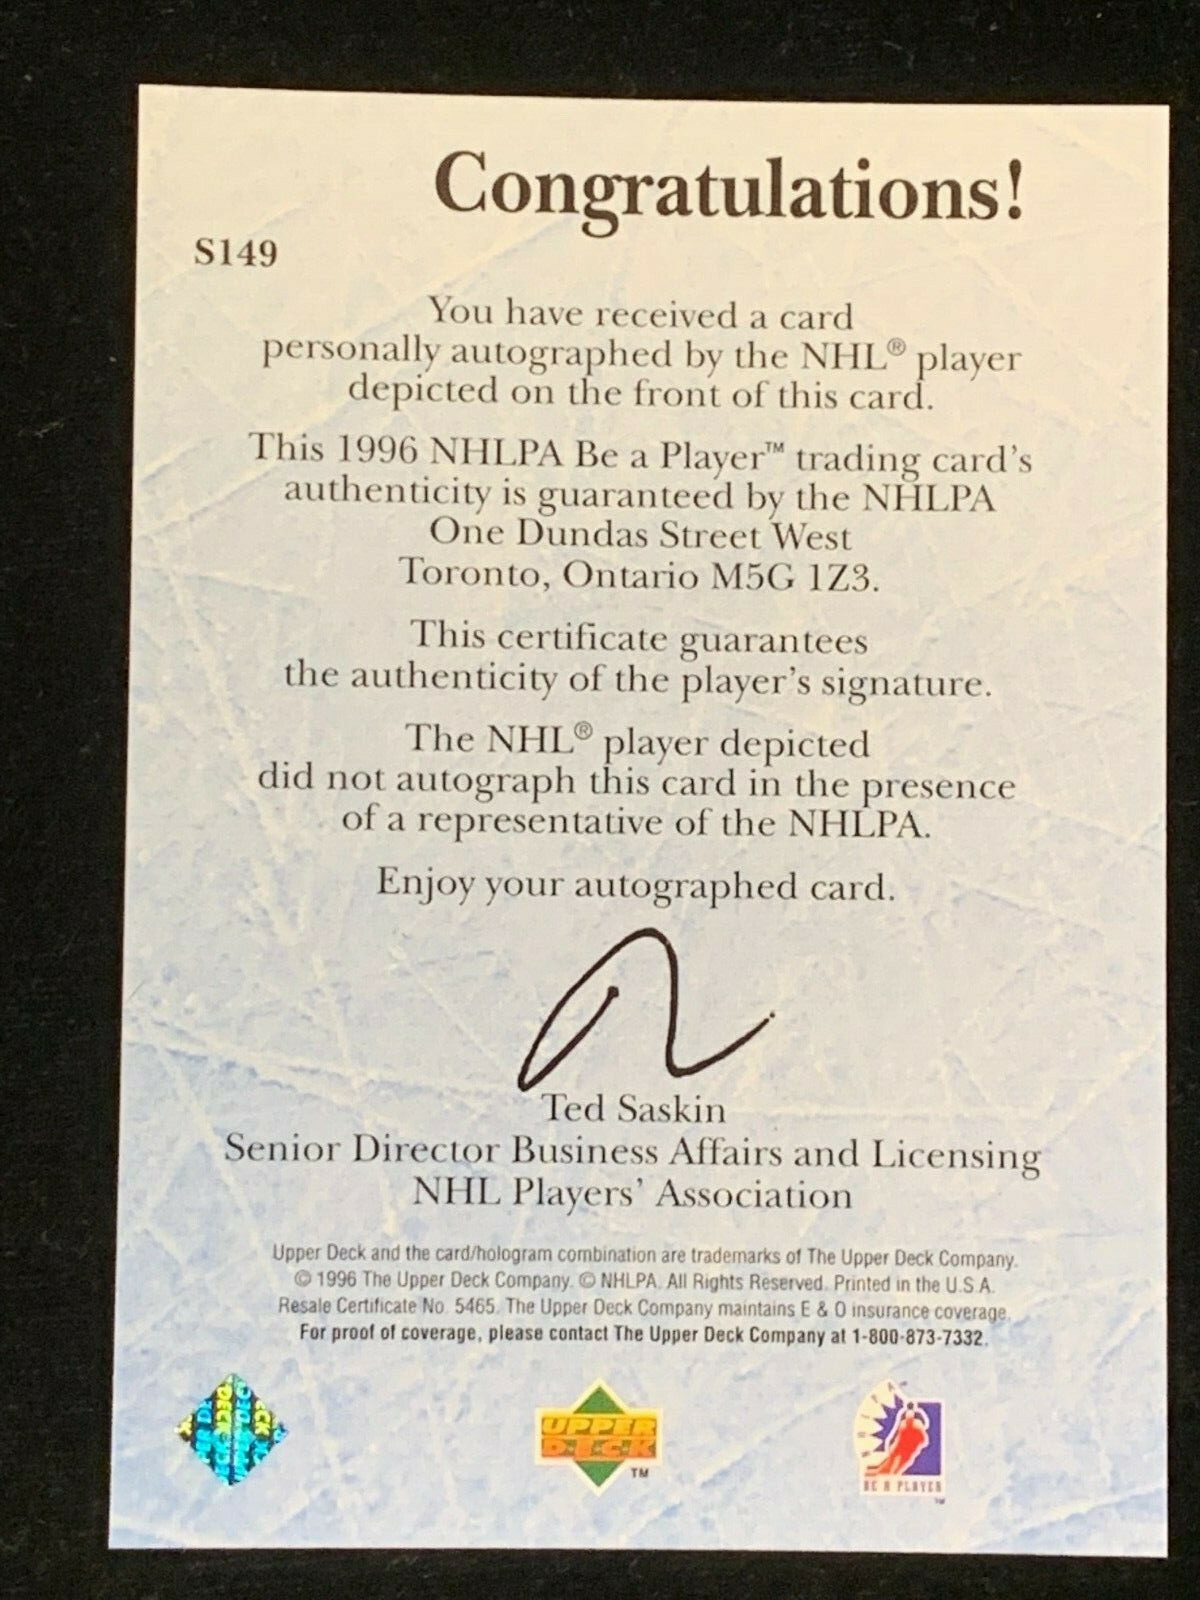 Congratulations!
S149
You have received a card
personally autographed by the NHL® player
depicted on the front of this card.
This 1996 NHLPA Be a Player™ trading card's
authenticity is guaranteed by the NHLPA
One Dundas Street West
Toronto, Ontario M5G 1Z3.
This certificate guarantees
the authenticity of the player's signature.
The NHL® player depicted
did not autograph this card in the presence
of a representative of the NHLPA.
Enjoy your autographed card.
Ted Saskin
Senior Director Business Affairs and Licensing
NHL Players' Association
Upper Deck and the card/hologram combination are trademarks of The Upper Deck Company.
© 1996 The Upper Deck Company. © NHLPA. All Rights Reserved. Printed in the U.S.A.
Resale Certificate No. 5465. The Upper Deck Company maintains E & O insurance coverage.
For proof of coverage, please contact The Upper Deck Company at 1-800-873-7332.
UPPER
DECK
TM
BE A PLAYER
TM